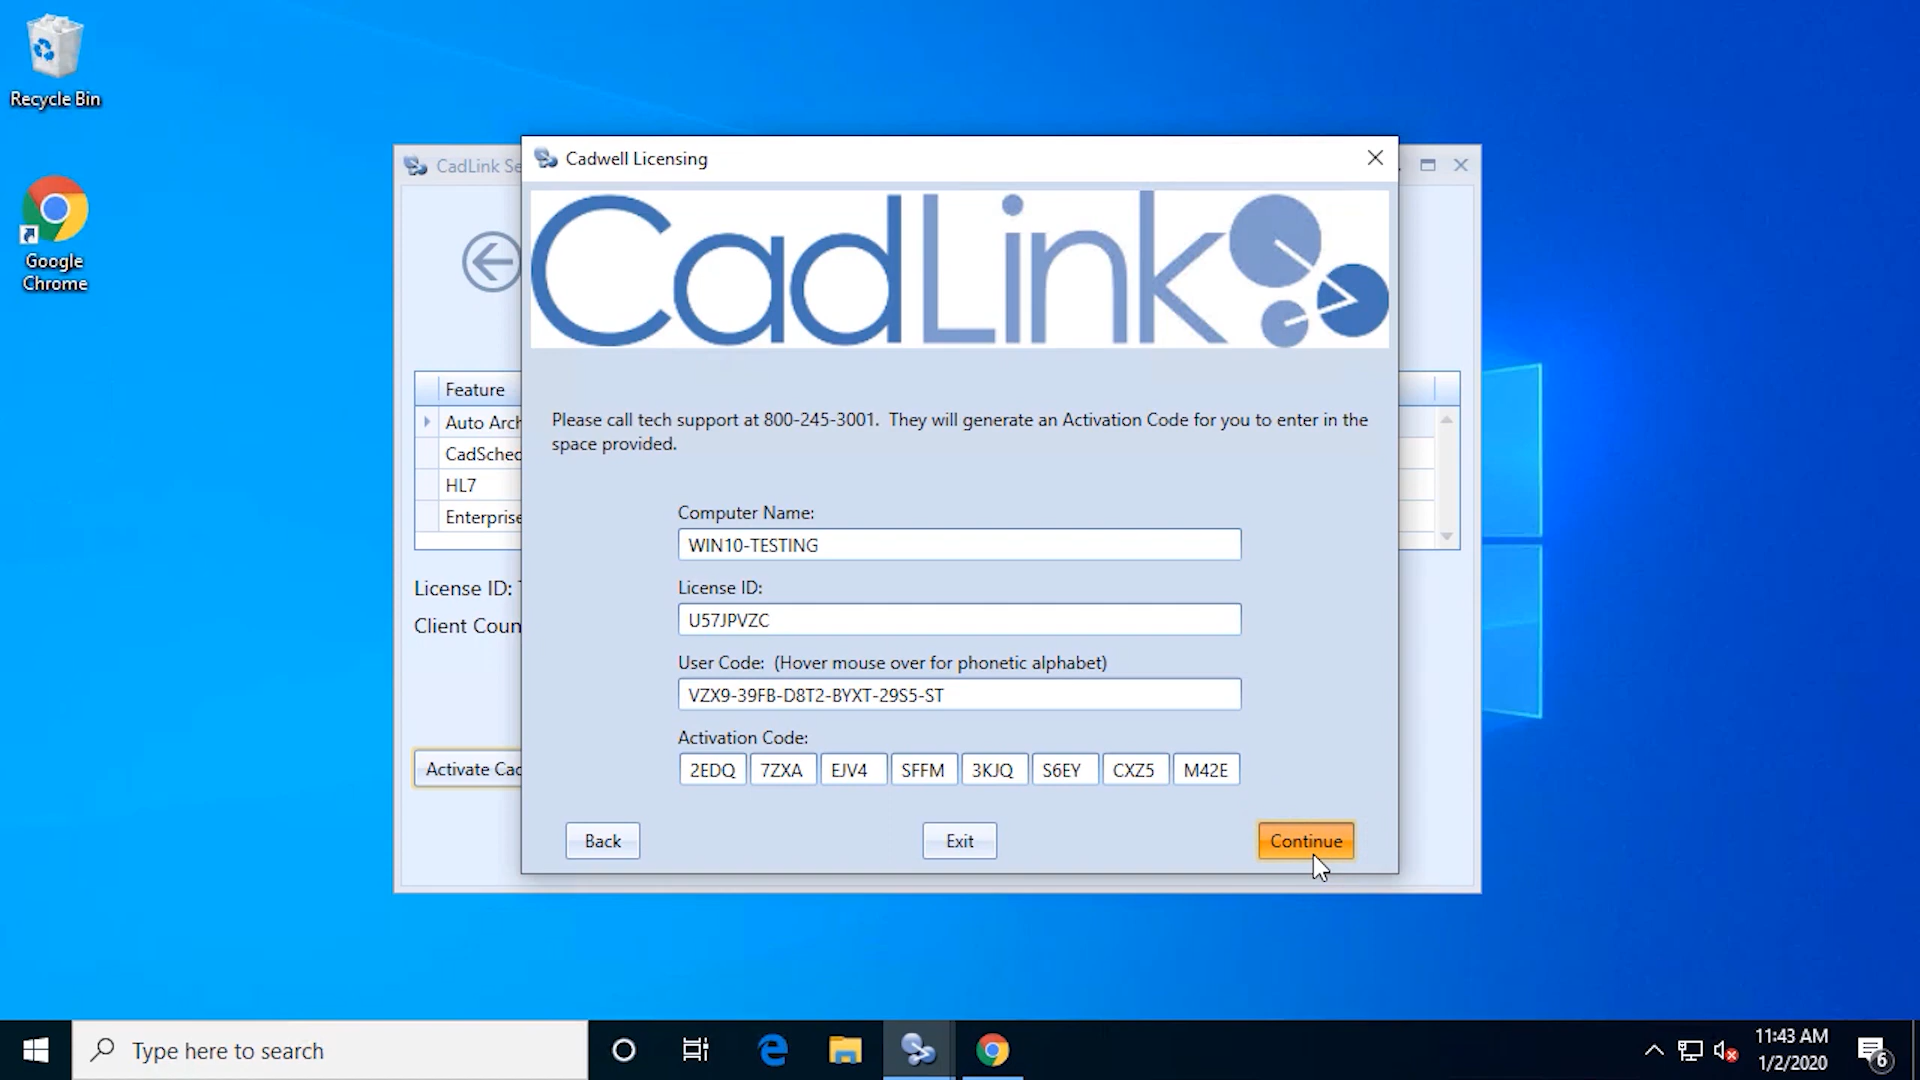 Recycle Bin
Google
Chrome
CadLink Se
Cadwell Licensing
CadLink
Feature
Auto Arch
CadSched
HL7
Enterprise
License ID:
Client Coun
Activate Cad
Please call tech support at 800-245-3001. They will generate an Activation Code for you to enter in the
space provided.
Computer Name:
WIN10-TESTING
License ID:
U57JPVZC
User Code: (Hover mouse over for phonetic alphabet)
VZX9-39FB-D8T2-BYXT-29S5-ST
Activation Code:
2EDQ 7ZXA EJV4 SFFM 3KJQ S6EY CXZ5 M42E
Back Exit Continue
Type here to search
11:43 AM
1/2/2020
6